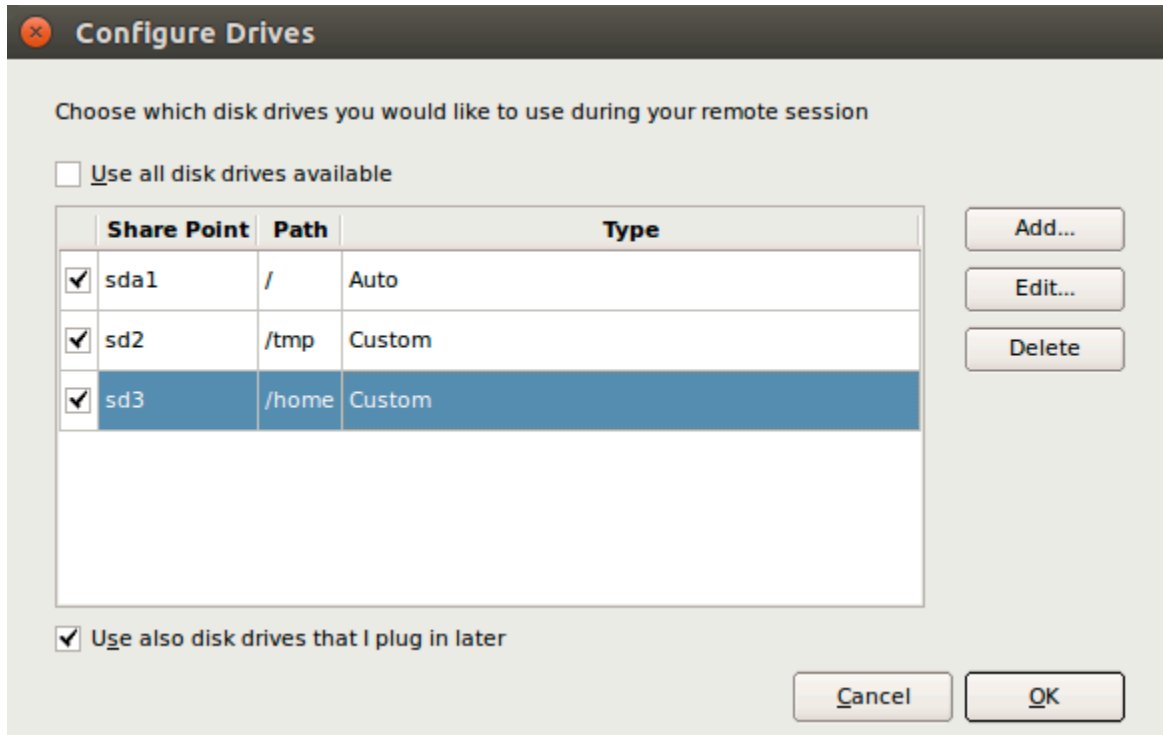 Configure Drives
Choose which disk drives you would like to use during your remote session
Use all disk drives available
Share Point Path Type
Add...
sda1 / Auto
Edit...
sd2 /tmp Custom
Delete
sd3 /home Custom
Use also disk drives that I plug in later
Cancel OK